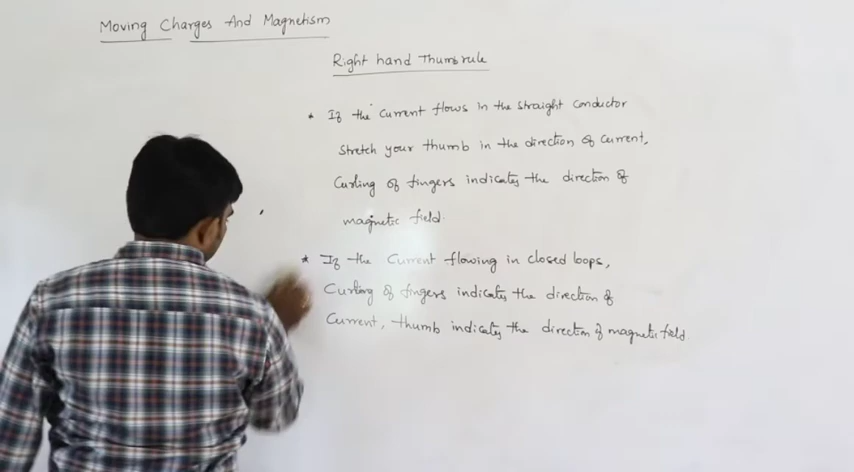 Moving Charges And Magnetism
Right hand Thumb rule
* If the current flows in the straight conductor
stretch your thumb in the direction of current,
Curling of fingers indicates the direction of
magnetic field.
* If the current flowing in closed loops,
Curling of fingers indicates the direction of
Current, thumb indicates the direction of magnetic field.